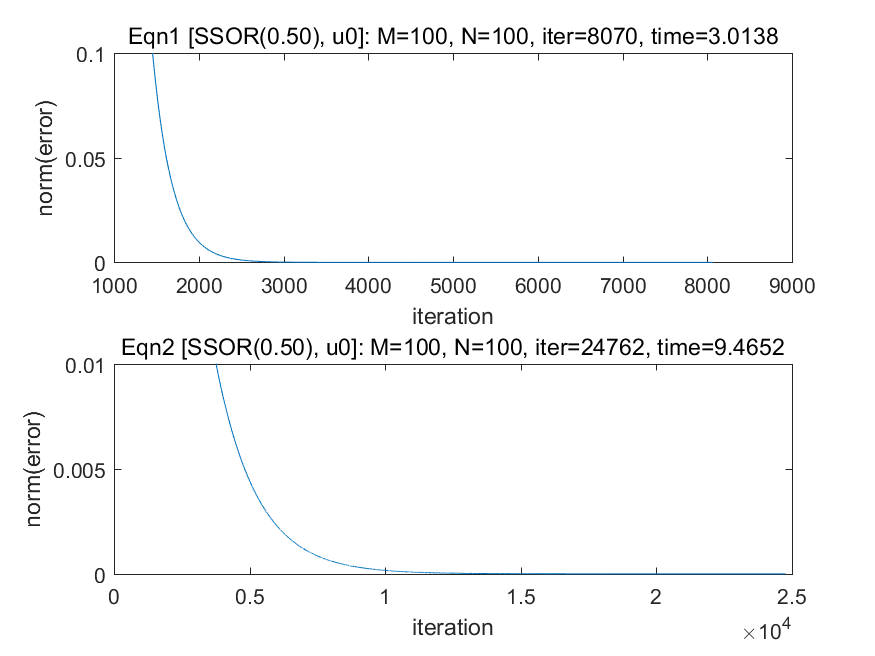 Eqn1 [SSOR(0.50), u0]: M=100, N=100, iter=8070, time=3.0138
0.1
0.05
0
norm(error)
1000 2000 3000 4000 5000 6000 7000 8000 9000
iteration
Eqn2 [SSOR(0.50), u0]: M=100, N=100, iter=24762, time=9.4652
0.01
0.005
0
norm(error)
0 0.5 1 1.5 2 2.5
iteration
×10⁴